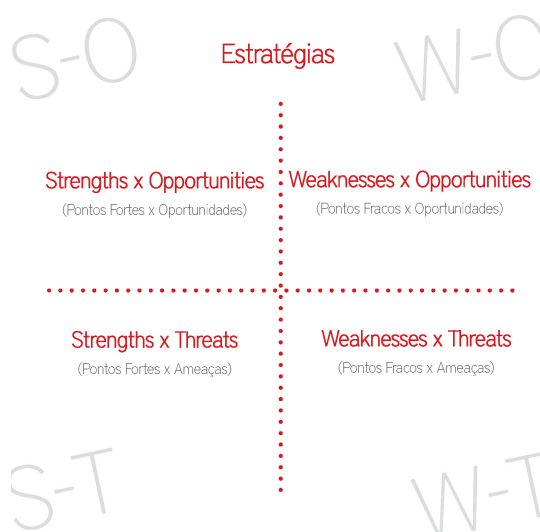 S-O
W-O
Estratégias
Strengths x Opportunities
(Pontos Fortes x Oportunidades)
Weaknesses x Opportunities
(Pontos Fracos x Oportunidades)
Strengths x Threats
(Pontos Fortes x Ameaças)
Weaknesses x Threats
(Pontos Fracos x Ameaças)
S-T
W-T